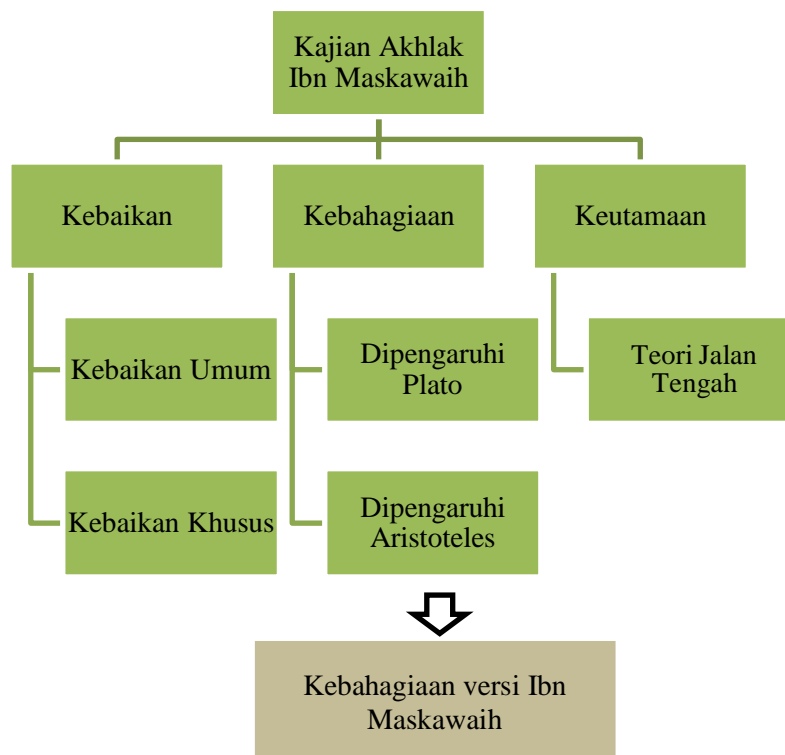 Kajian Akhlak
Ibn Maskawaih
Kebaikan
Kebahagiaan
Keutamaan
Kebaikan Umum
Dipengaruhi
Plato
Teori Jalan
Tengah
Kebaikan Khusus
Dipengaruhi
Aristoteles
Kebahagiaan versi Ibn
Maskawaih